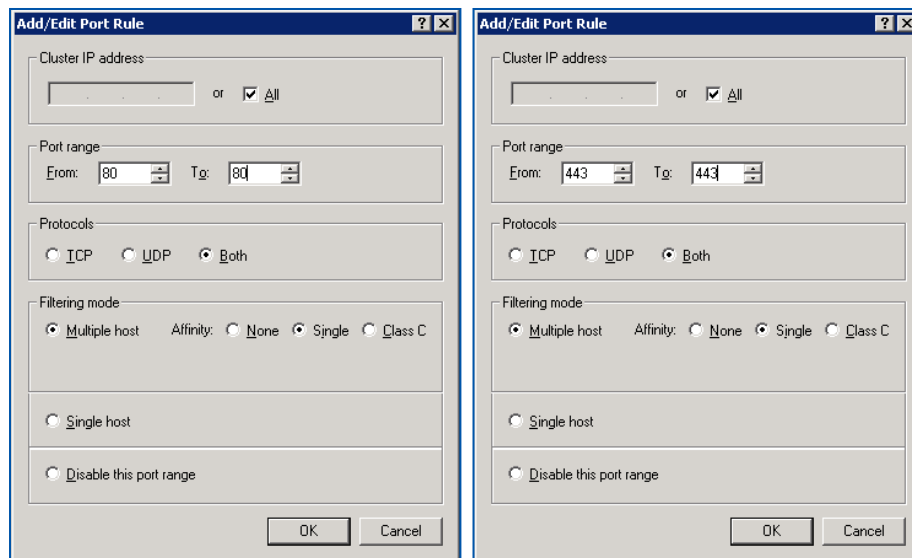 Add/Edit Port Rule
Cluster IP address
. . . or All
Port range
From: 80 To: 80
Protocols
TCP UDP Both
Filtering mode
Multiple host Affinity: None Single Class C
Single host
Disable this port range
OK Cancel
Add/Edit Port Rule
Cluster IP address
. . . or All
Port range
From: 443 To: 443
Protocols
TCP UDP Both
Filtering mode
Multiple host Affinity: None Single Class C
Single host
Disable this port range
OK Cancel